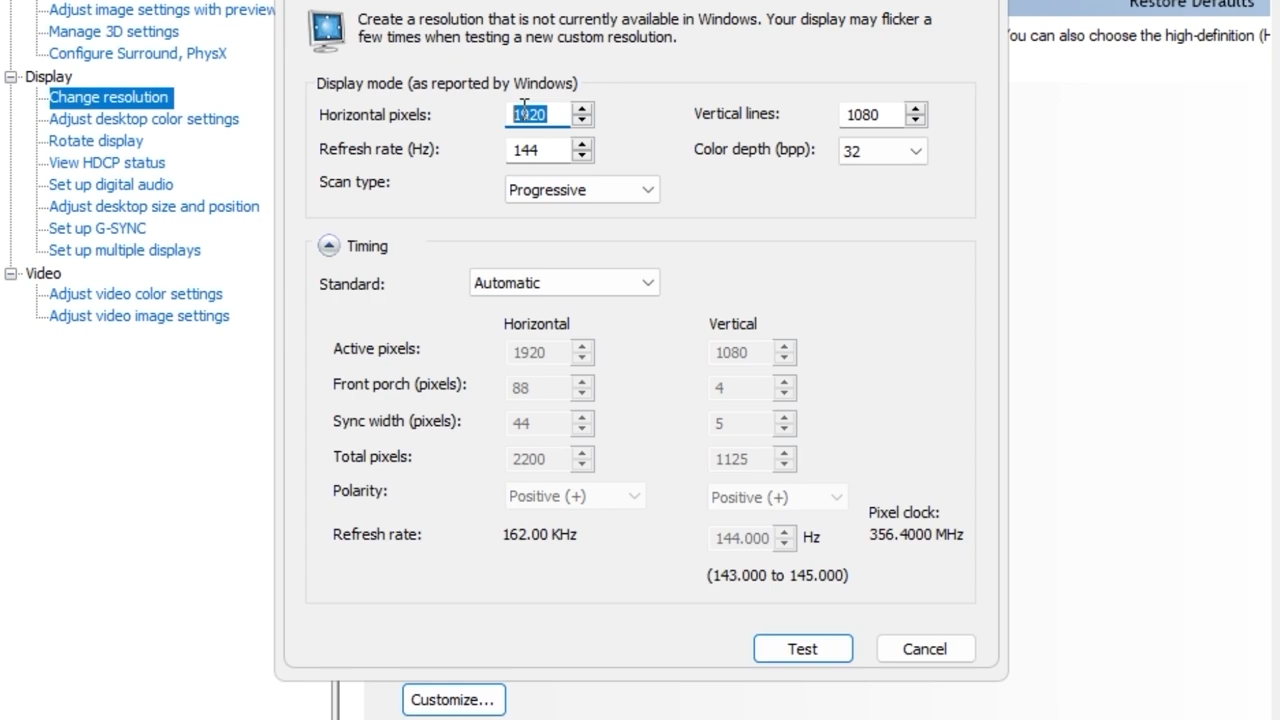 Adjust image settings with preview
Manage 3D settings
Configure Surround, PhysX
Display
Change resolution
Adjust desktop color settings
Rotate display
View HDCP status
Set up digital audio
Adjust desktop size and position
Set up G-SYNC
Set up multiple displays
Video
Adjust video color settings
Adjust video image settings
Create a resolution that is not currently available in Windows. Your display may flicker a
few times when testing a new custom resolution.
Display mode (as reported by Windows)
Horizontal pixels: 1920 Vertical lines: 1080
Refresh rate (Hz): 144 Color depth (bpp): 32
Scan type: Progressive
Timing
Standard: Automatic
Horizontal Vertical
Active pixels: 1920 1080
Front porch (pixels): 88 4
Sync width (pixels): 44 5
Total pixels: 2200 1125
Polarity: Positive (+) Positive (+)
Pixel clock:
Refresh rate: 162.00 KHz 144.000 Hz 356.4000 MHz
(143.000 to 145.000)
Test Cancel
Customize...
Restore Defaults
You can also choose the high-definition (H